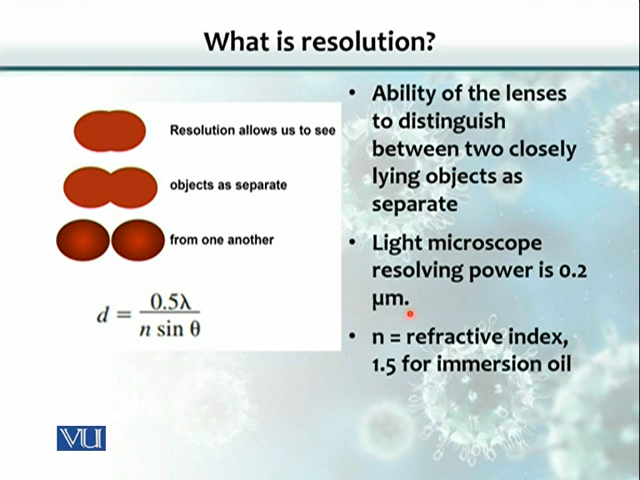 What is resolution?
Resolution allows us to see
objects as separate
from one another
d = 0.5λ / n sin θ
• Ability of the lenses
to distinguish
between two closely
lying objects as
separate
• Light microscope
resolving power is 0.2
µm.
• n = refractive index,
1.5 for immersion oil
VU